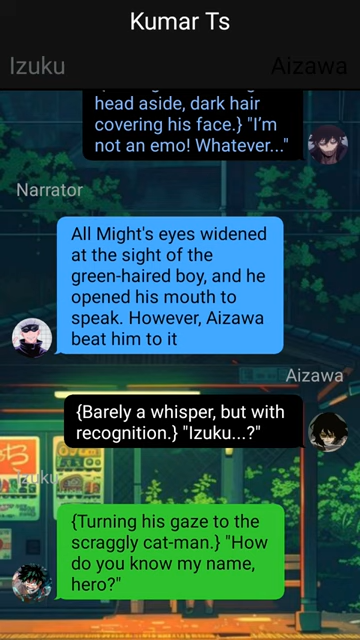 Kumar Ts
Izuku
Aizawa
head aside, dark hair
covering his face.} "I'm
not an emo! Whatever..."
Narrator
All Might's eyes widened
at the sight of the
green-haired boy, and he
opened his mouth to
speak. However, Aizawa
beat him to it
Aizawa
{Barely a whisper, but with
recognition.} "Izuku...?"
Izuku
{Turning his gaze to the
scraggly cat-man.} "How
do you know my name,
hero?"